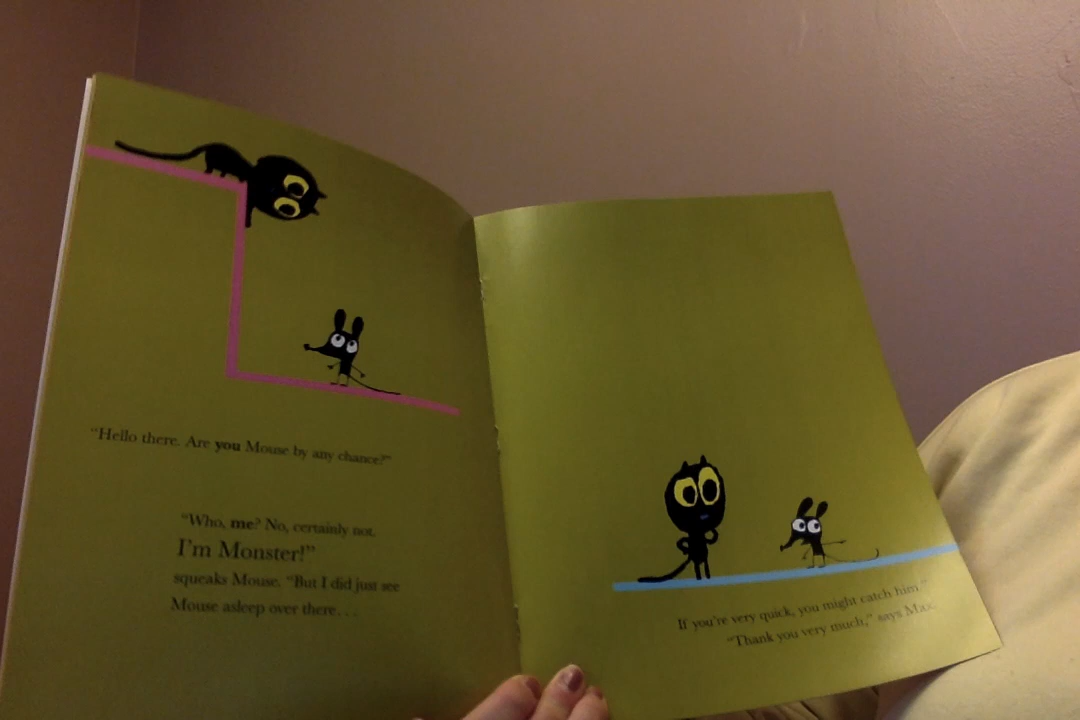 "Hello there. Are you Mouse by any chance?"
"Who, me? No, certainly not.
I'm Monster!"
squeaks Mouse. "But I did just see
Mouse asleep over there . . .
If you're very quick, you might catch him."
"Thank you very much," says Max.